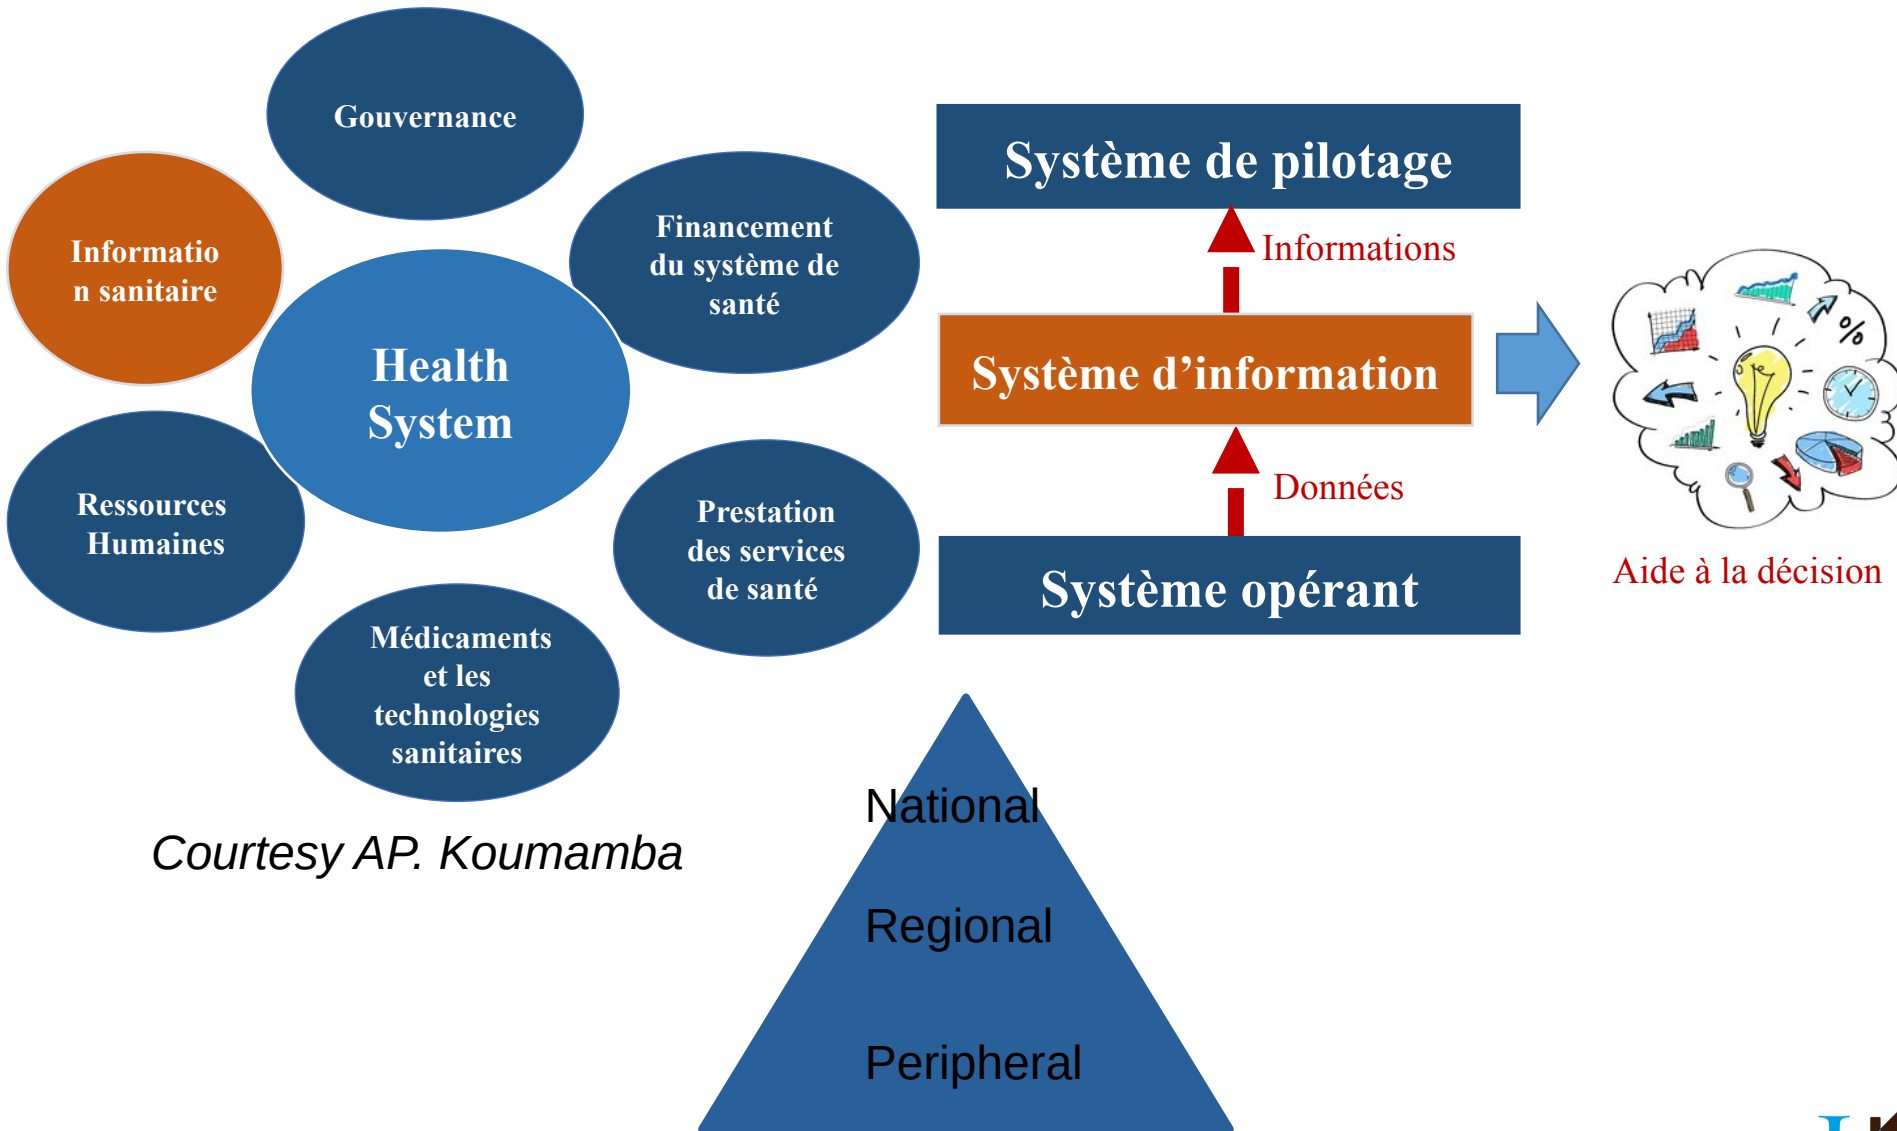 Gouvernance
Informatio
n sanitaire
Financement
du système de
santé
Health
System
Ressources
Humaines
Prestation
des services
de santé
Médicaments
et les
technologies
sanitaires
Courtesy AP. Koumamba
Système de pilotage
Informations
Système d’information
Données
Système opérant
%
Aide à la décision
National
Regional
Peripheral